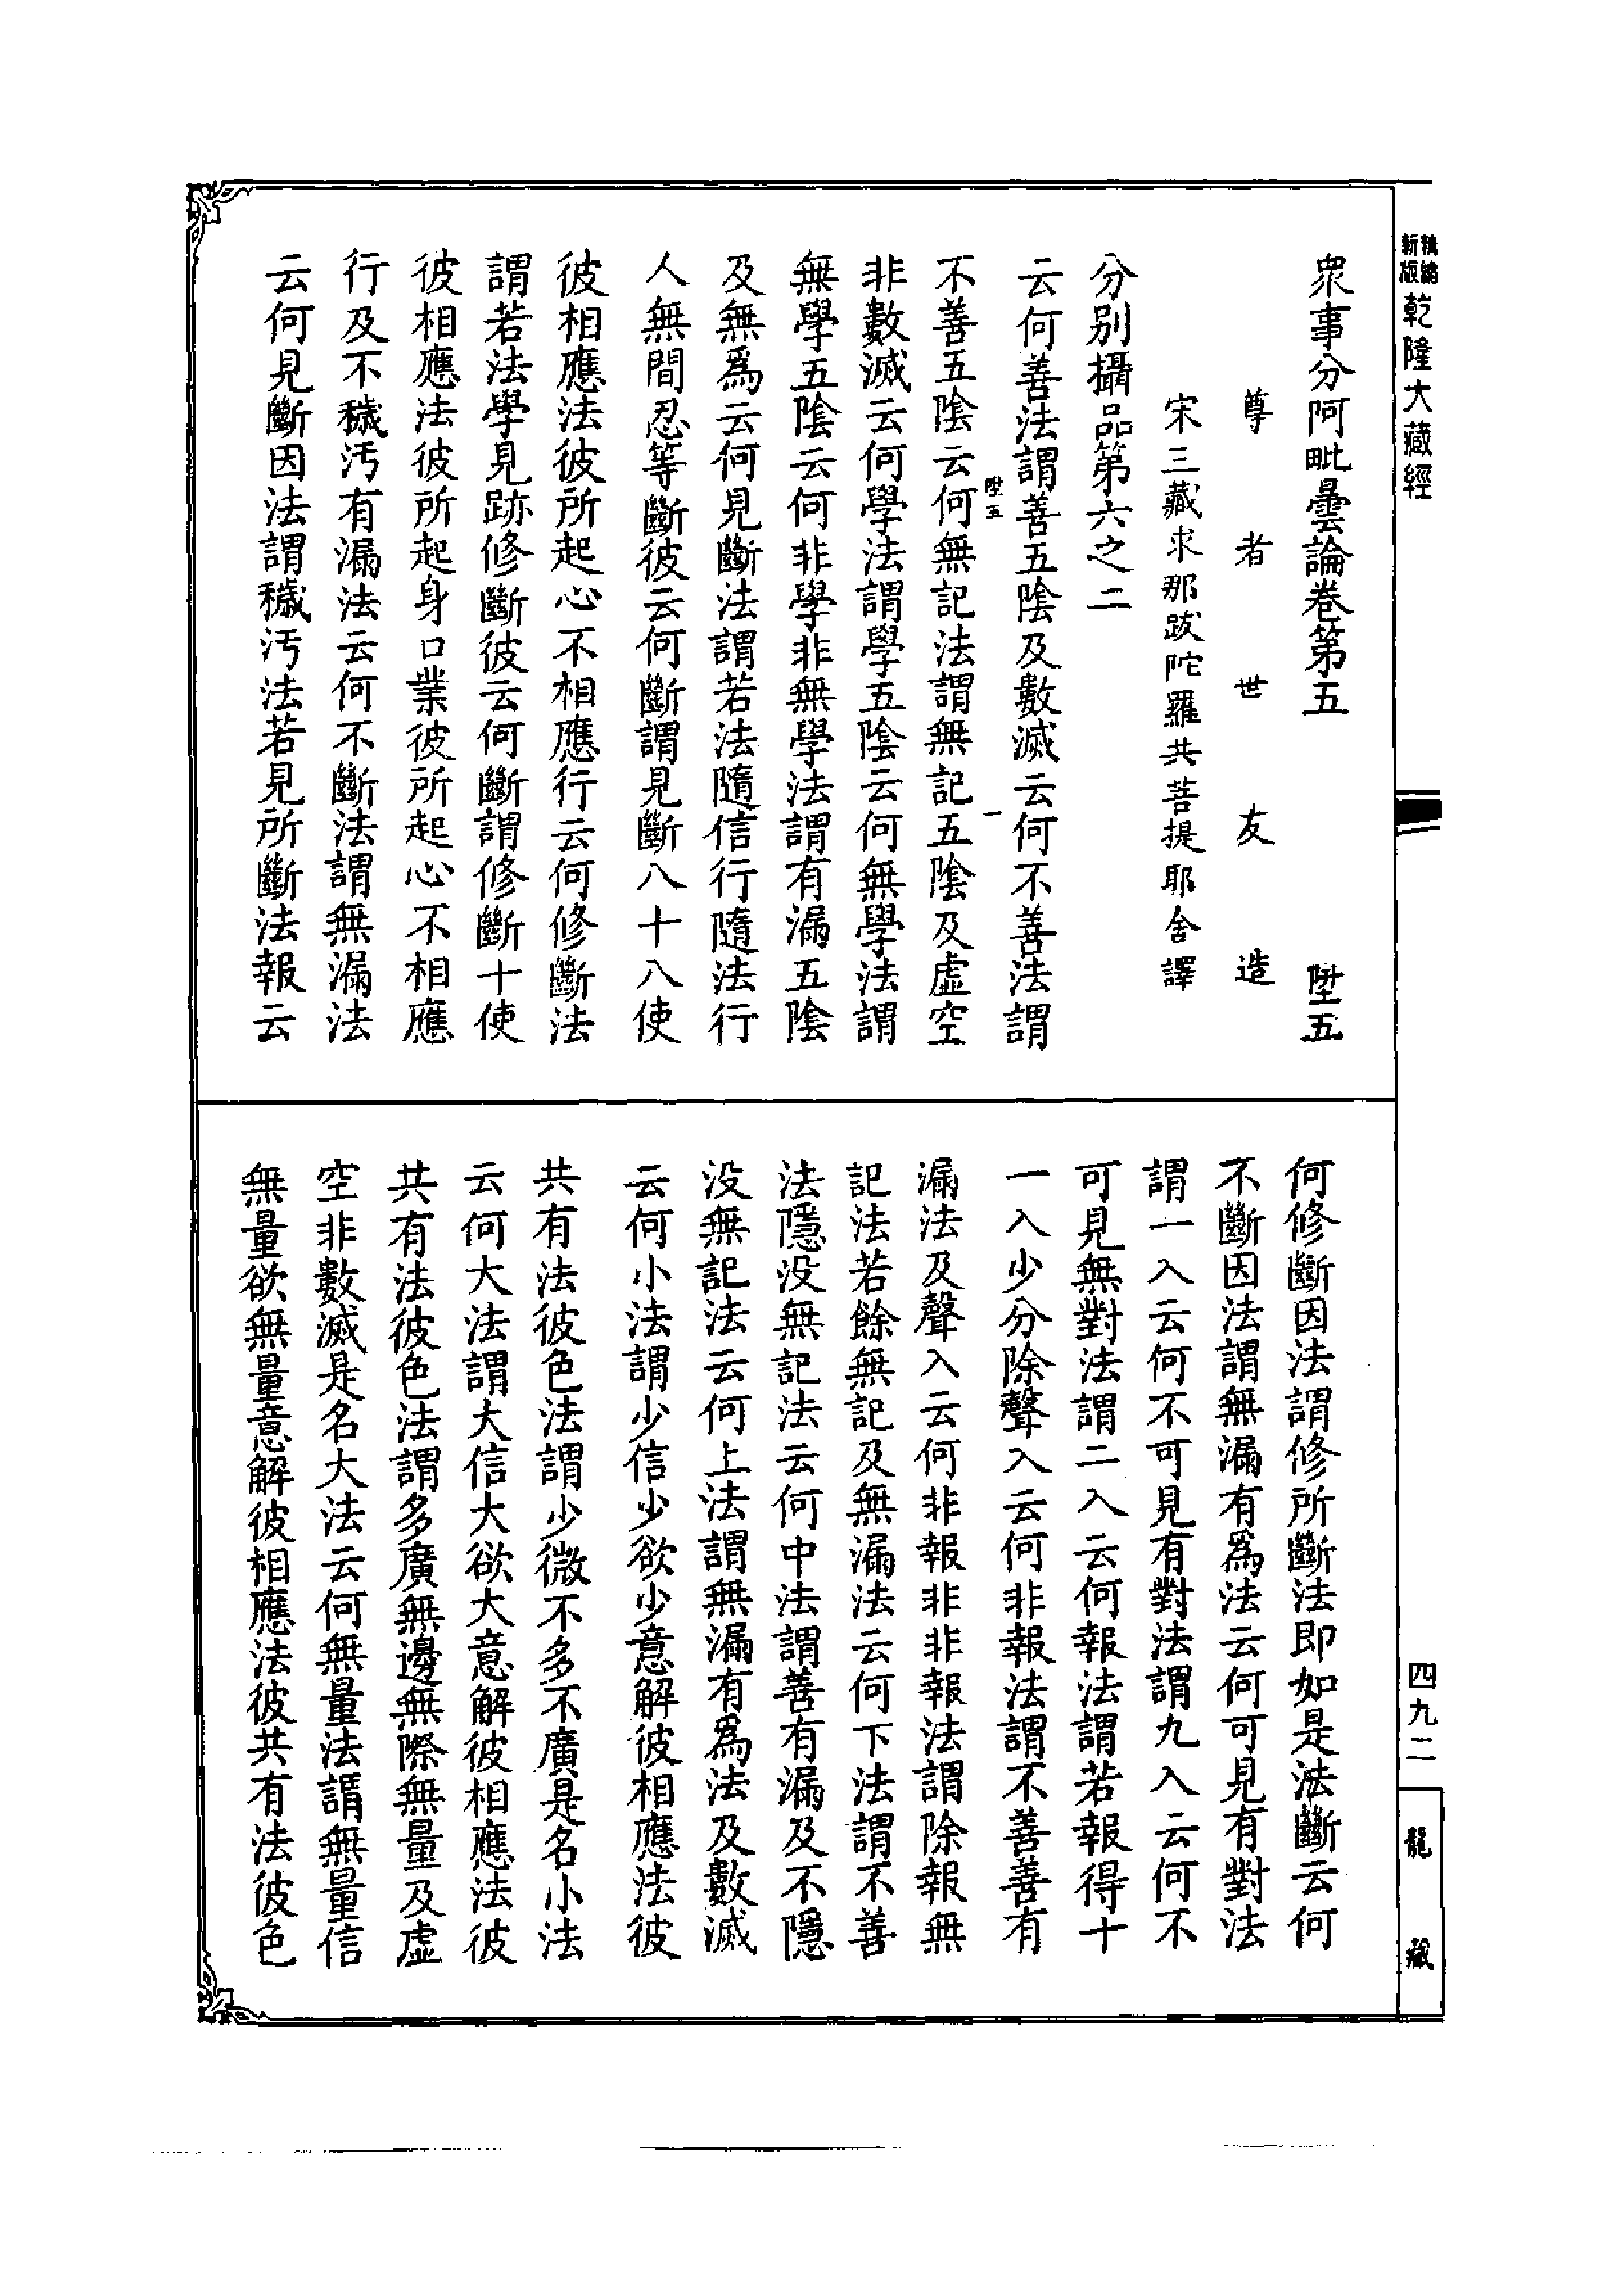 精縮新版乾隆大藏經
衆事分阿毗曇論卷第五　陞五
尊者世友造
宋三藏求那跋陀羅共菩提耶舍譯
分別攝品第六之二
云何善法謂善五陰及數滅云何不善法謂
陞五　一
不善五陰云何無記法謂無記五陰及虛空
非數滅云何學法謂學五陰云何無學法謂
無學五陰云何非學非無學法謂有漏五陰
及無爲云何見斷法謂若法隨信行隨法行
人無間忍等斷彼云何斷謂見斷八十八使
彼相應法彼所起心不相應行云何修斷法
謂若法學見跡修斷彼云何斷謂修斷十使
彼相應法彼所起身口業彼所起心不相應
行及不穢汚有漏法云何不斷法謂無漏法
云何見斷因法謂穢汚法若見所斷法報云
何修斷因法謂修所斷法即如是法斷云何
不斷因法謂無漏有爲法云何可見有對法
謂一入云何不可見有對法謂九入云何不
可見無對法謂二入云何報法謂若報得十
一入少分除聲入云何非報法謂不善善有
漏法及聲入云何非報非非報法謂除報無
記法若餘無記及無漏法云何下法謂不善
法隱没無記法云何中法謂善有漏及不隱
没無記法云何上法謂無漏有爲法及數滅
云何小法謂少信少欲少意解彼相應法彼
共有法彼色法謂少微不多不廣是名小法
云何大法謂大信大欲大意解彼相應法彼
共有法彼色法謂多廣無邊無際無量及虛
空非數滅是名大法云何無量法謂無量信
無量欲無量意解彼相應法彼共有法彼色
四九二
龍藏